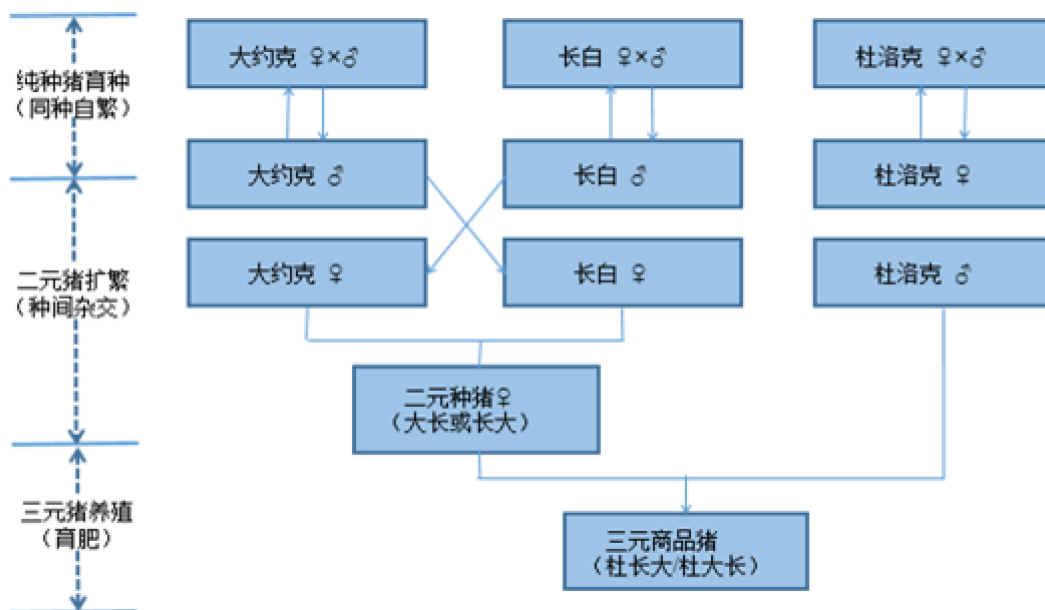 大约克 ♀×♂
长白 ♀×♂
杜洛克 ♀×♂
纯种猪育种
（同种自繁）
大约克 ♂
长白 ♂
杜洛克 ♀
大约克 ♀
长白 ♀
杜洛克 ♂
二元猪扩繁
（种间杂交）
二元种猪♀
（大长或长大）
三元猪养殖
（育肥）
三元商品猪
（杜长大/杜大长）